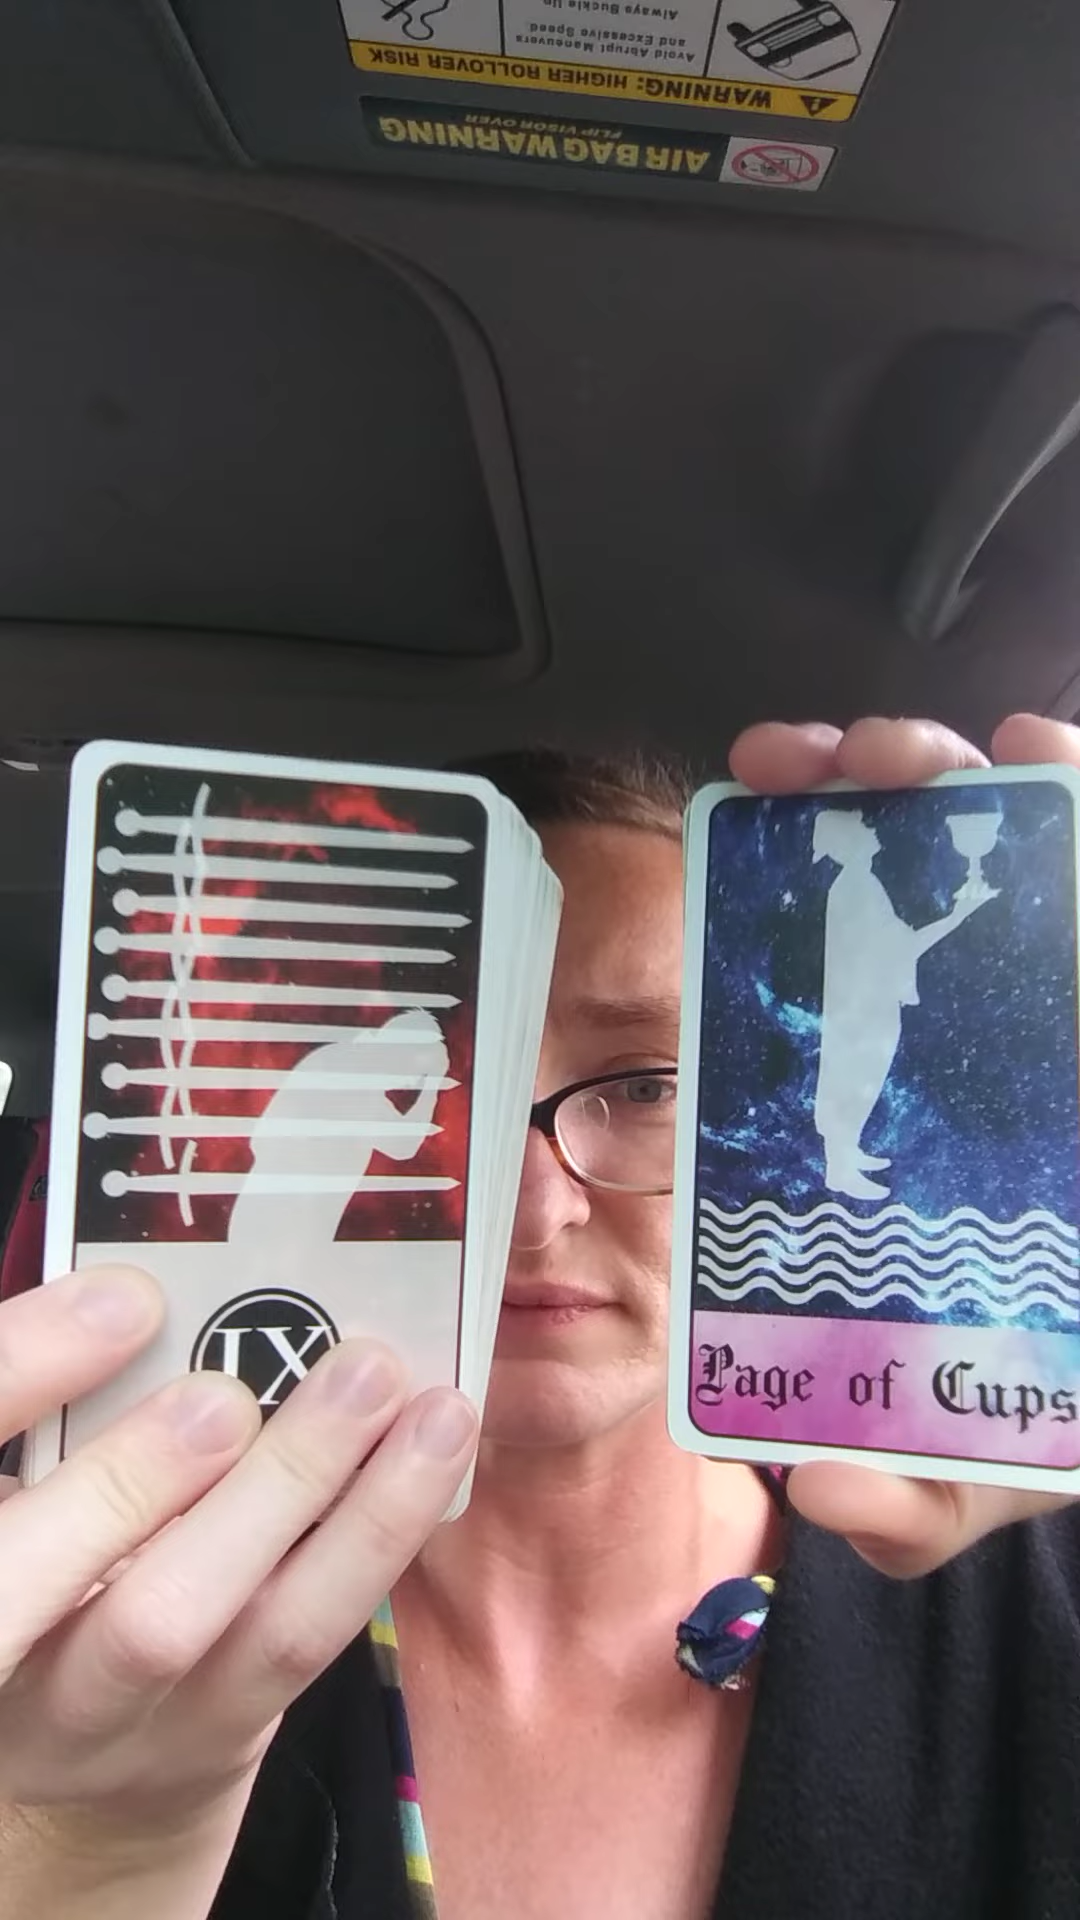 Always Buckle Up
and Excessive Speed
Avoid Abrupt Maneuvers
WARNING: HIGHER ROLLOVER RISK
FLIP VISOR OVER
AIR BAG WARNING
IX
Page of Cups